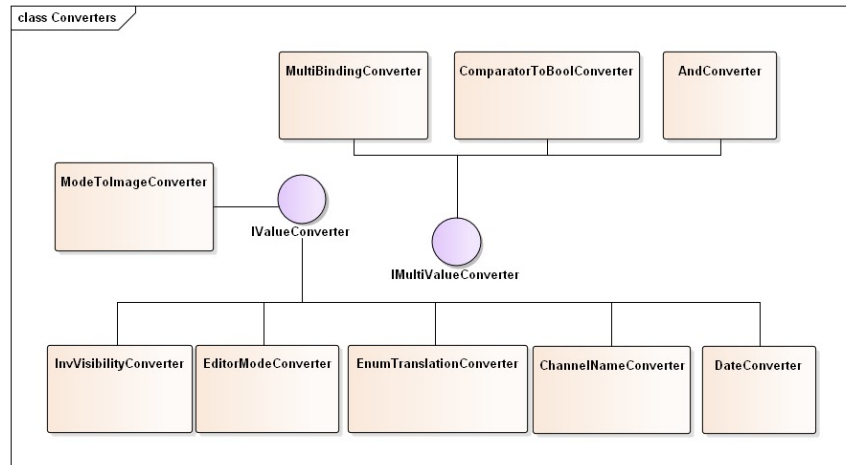 class Converters
MultiBindingConverter
ComparatorToBoolConverter
AndConverter
ModeToImageConverter
IValueConverter
IMultiValueConverter
InvVisibilityConverter
EditorModeConverter
EnumTranslationConverter
ChannelNameConverter
DateConverter